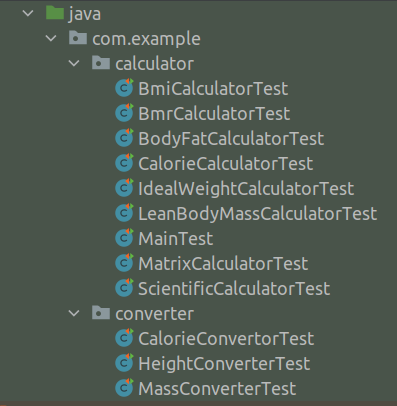 java
com.example
calculator
BmiCalculatorTest
BmrCalculatorTest
BodyFatCalculatorTest
CalorieCalculatorTest
IdealWeightCalculatorTest
LeanBodyMassCalculatorTest
MainTest
MatrixCalculatorTest
ScientificCalculatorTest
converter
CalorieConvertorTest
HeightConverterTest
MassConverterTest